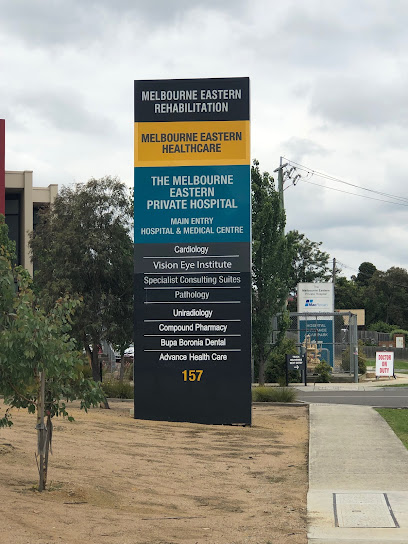 MELBOURNE EASTERN
REHABILITATION
MELBOURNE EASTERN
HEALTHCARE
THE MELBOURNE
EASTERN
PRIVATE HOSPITAL
MAIN ENTRY
HOSPITAL & MEDICAL CENTRE
Cardiology
Vision Eye Institute
Specialist Consulting Suites
Pathology
Uniradiology
Compound Pharmacy
Bupa Boronia Dental
Advance Health Care
157
HOSPITAL
DOCTOR
ON
DUTY